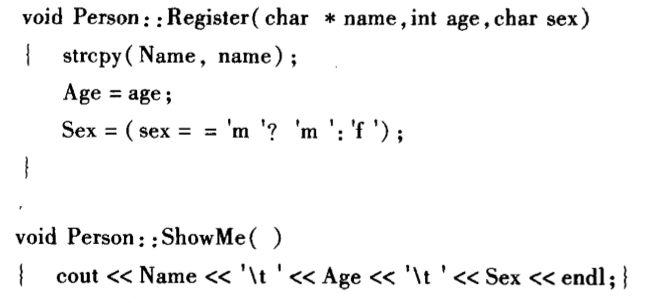 void Person::Register(char * name,int age,char sex)
{ strcpy(Name, name);
Age = age;
Sex = (sex = = 'm '? 'm ': 'f ');
}
void Person::ShowMe( )
{ cout << Name << '\t ' << Age << '\t ' << Sex << endl;}